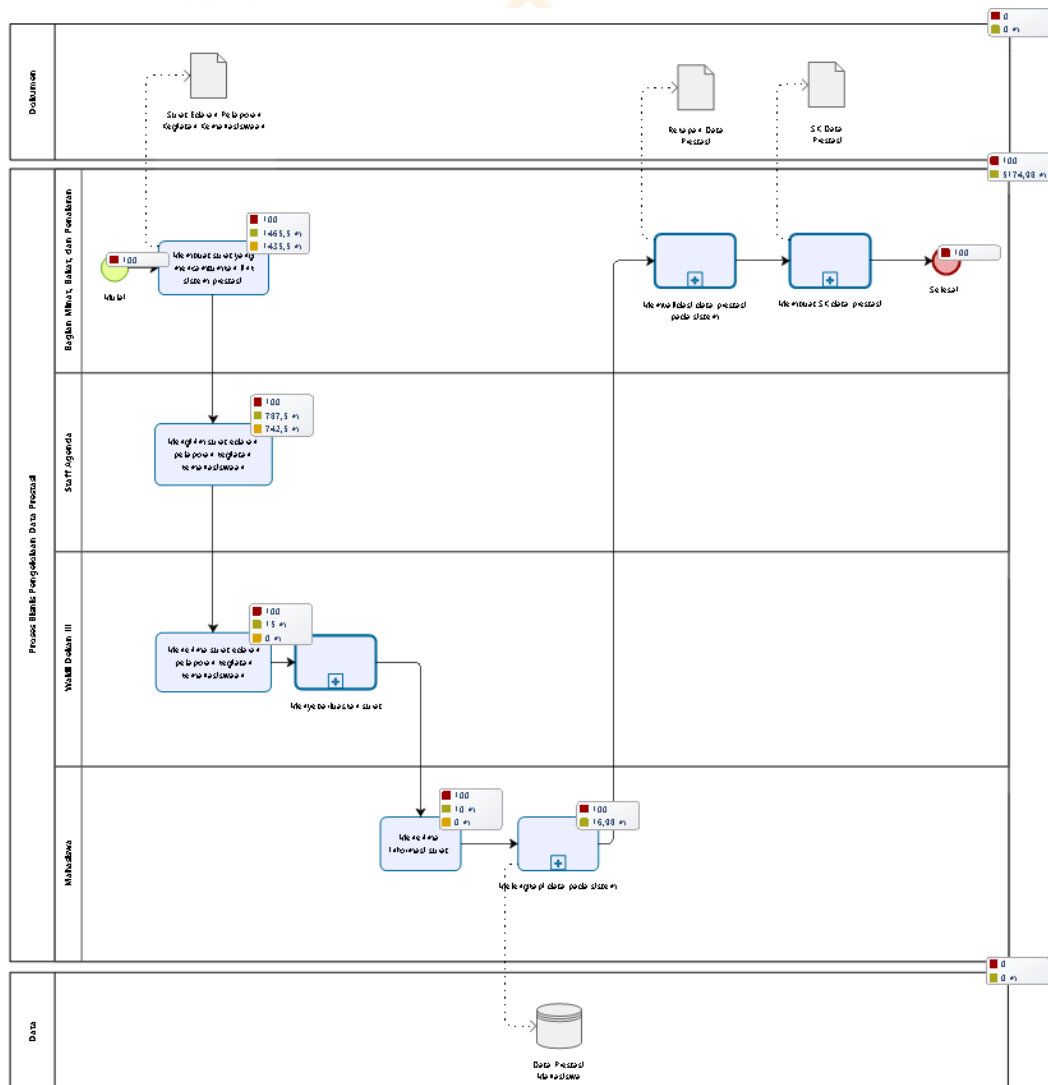 0
0 m
Dokumen
Surat Edaran Pelaporan
Kegiatan Kemahasiswaan
Rekapan Data
Prestasi
SK Data
Prestasi
100
5174,98 m
Proses Bisnis Pengelolaan Data Prestasi
Bagian Minat, Bakat, dan Penalaran
100
Mulai
Membuat surat yang
mencantumkan link
sistem prestasi
100
1465,5 m
1435,5 m
Memvalidasi data prestasi
pada sistem
Membuat SK data prestasi
100
Selesai
Staff Agenda
100
787,5 m
742,5 m
Mengirim surat edaran
pelaporan kegiatan
kemahasiswaan
Wakil Dekan III
100
15 m
0 m
Menerima surat edaran
pelaporan kegiatan
kemahasiswaan
Menyebarluaskan surat
Mahasiswa
100
10 m
0 m
Menerima
informasi surat
100
16,98 m
Melengkapi data pada sistem
0
0 m
Data
Data Prestasi
Mahasiswa